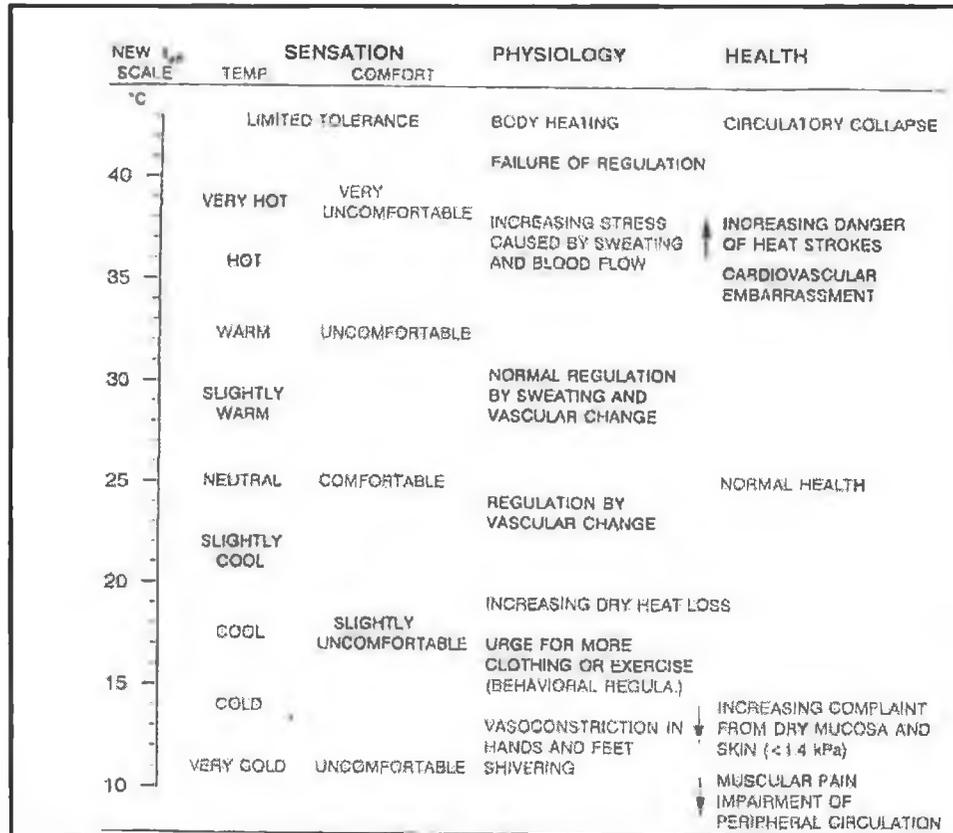 NEW
SCALE
°C
SENSATION
TEMP COMFORT
PHYSIOLOGY
HEALTH
LIMITED TOLERANCE
BODY HEATING
CIRCULATORY COLLAPSE
FAILURE OF REGULATION
40
VERY HOT
VERY
UNCOMFORTABLE
INCREASING STRESS
CAUSED BY SWEATING
AND BLOOD FLOW
INCREASING DANGER
OF HEAT STROKES
CARDIOVASCULAR
EMBARRASSMENT
HOT
35
WARM
UNCOMFORTABLE
30
SLIGHTLY
WARM
NORMAL REGULATION
BY SWEATING AND
VASCULAR CHANGE
25
NEUTRAL
COMFORTABLE
REGULATION BY
VASCULAR CHANGE
NORMAL HEALTH
SLIGHTLY
COOL
20
INCREASING DRY HEAT LOSS
COOL
SLIGHTLY
UNCOMFORTABLE
URGE FOR MORE
CLOTHING OR EXERCISE
(BEHAVIORAL REGULA.)
15
COLD
VASOCONSTRICTION IN
HANDS AND FEET
SHIVERING
INCREASING COMPLAINT
FROM DRY MUCOSA AND
SKIN (<1.4 kPa)
10
VERY COLD
UNCOMFORTABLE
MUSCULAR PAIN
IMPAIRMENT OF
PERIPHERAL CIRCULATION